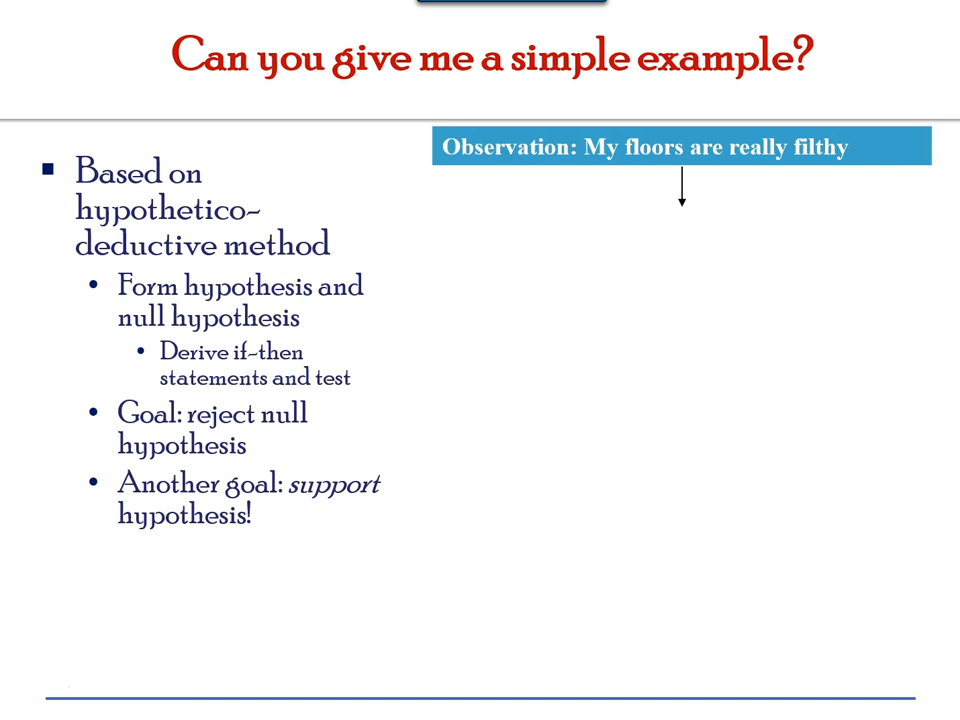 Can you give me a simple example?
Observation: My floors are really filthy
Based on
hypothetico-
deductive method
Form hypothesis and
null hypothesis
Derive if-then
statements and test
Goal: reject null
hypothesis
Another goal: support
hypothesis!